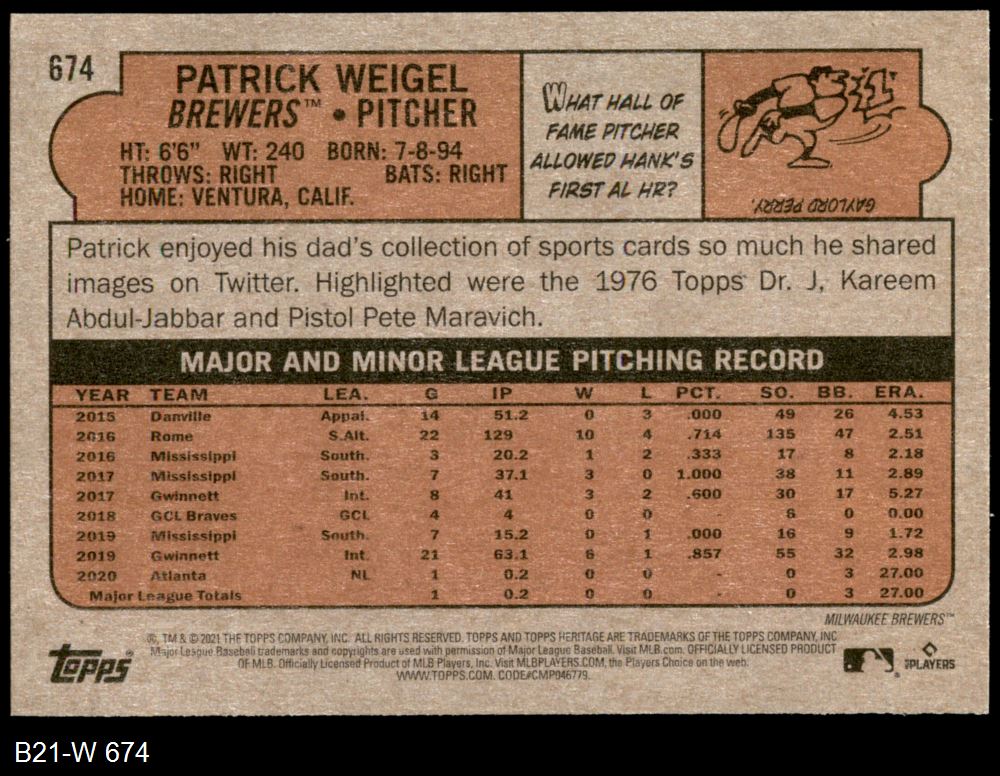 674
PATRICK WEIGEL
BREWERS™ • PITCHER
HT: 6'6" WT: 240 BORN: 7-8-94
THROWS: RIGHT BATS: RIGHT
HOME: VENTURA, CALIF.
WHAT HALL OF
FAME PITCHER
ALLOWED HANK'S
FIRST AL HR?
GAYLORD PERRY.
Patrick enjoyed his dad's collection of sports cards so much he shared
images on Twitter. Highlighted were the 1976 Topps Dr. J, Kareem
Abdul-Jabbar and Pistol Pete Maravich.
MAJOR AND MINOR LEAGUE PITCHING RECORD
YEAR TEAM LEA. G IP W L PCT. SO. BB. ERA.
2015 Danville Appal. 14 51.2 0 3 .000 49 26 4.53
2016 Rome S.Atl. 22 129 10 4 .714 135 47 2.51
2016 Mississippi South. 3 20.2 1 2 .333 17 8 2.18
2017 Mississippi South. 7 37.1 3 0 1.000 38 11 2.89
2017 Gwinnett Int. 8 41 3 2 .600 30 17 5.27
2018 GCL Braves GCL 4 4 0 0 - 6 0 0.00
2019 Mississippi South. 7 15.2 0 1 .000 16 9 1.72
2019 Gwinnett Int. 21 63.1 6 1 .857 55 32 2.98
2020 Atlanta NL 1 0.2 0 0 - 0 3 27.00
Major League Totals 1 0.2 0 0 - 0 3 27.00
MILWAUKEE BREWERS™
®, TM & © 2021 THE TOPPS COMPANY, INC. ALL RIGHTS RESERVED. TOPPS AND TOPPS HERITAGE ARE TRADEMARKS OF THE TOPPS COMPANY, INC
Major League Baseball trademarks and copyrights are used with permission of Major League Baseball. Visit MLB.com. OFFICIALLY LICENSED PRODUCT
OF MLB. Officially Licensed Product of MLB Players, Inc. Visit MLBPLAYERS.COM, the Players Choice on the web.
WWW.TOPPS.COM. CODE#CMP046779.
TOPPS®
MLBPLAYERS
B21-W 674